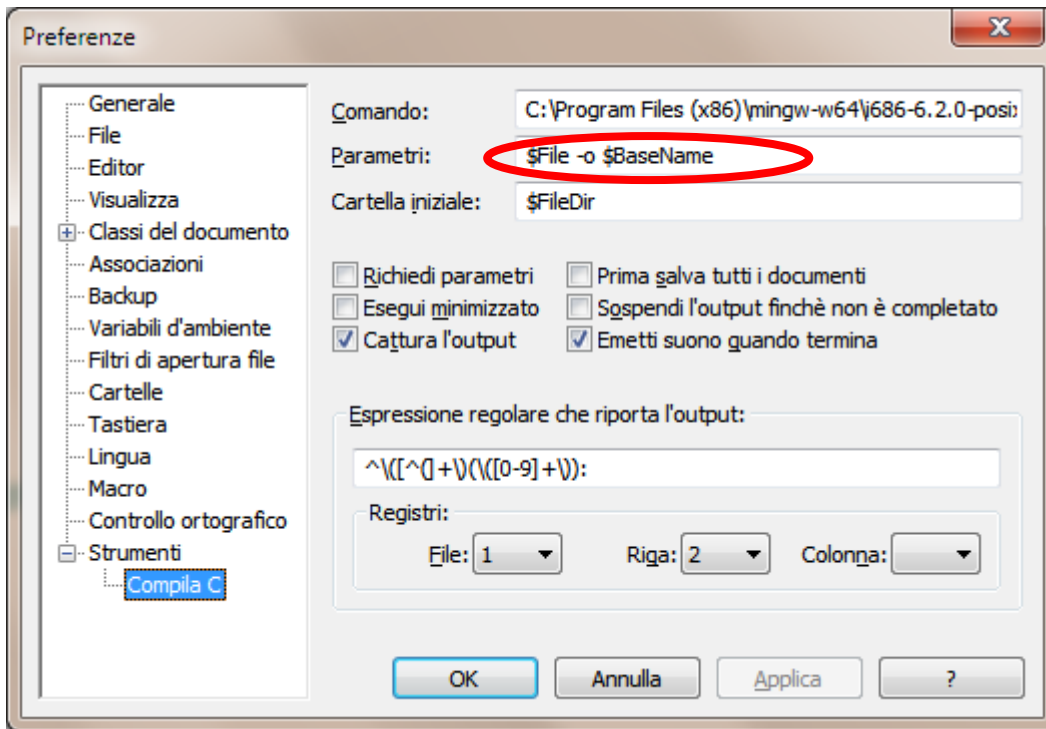 Preferenze
Generale
File
Editor
Visualizza
Classi del documento
Associazioni
Backup
Variabili d'ambiente
Filtri di apertura file
Cartelle
Tastiera
Lingua
Macro
Controllo ortografico
Strumenti
Compila C
Comando: C:\Program Files (x86)\mingw-w64\i686-6.2.0-posix
Parametri: $File -o $BaseName
Cartella iniziale: $FileDir
Richiedi parametri Prima salva tutti i documenti
Esegui minimizzato Sospendi l'output finchè non è completato
Cattura l'output Emetti suono quando termina
Espressione regolare che riporta l'output:
^\([^(]+\)(\([0-9]+\)):
Registri:
File: 1 Riga: 2 Colonna:
OK Annulla Applica ?